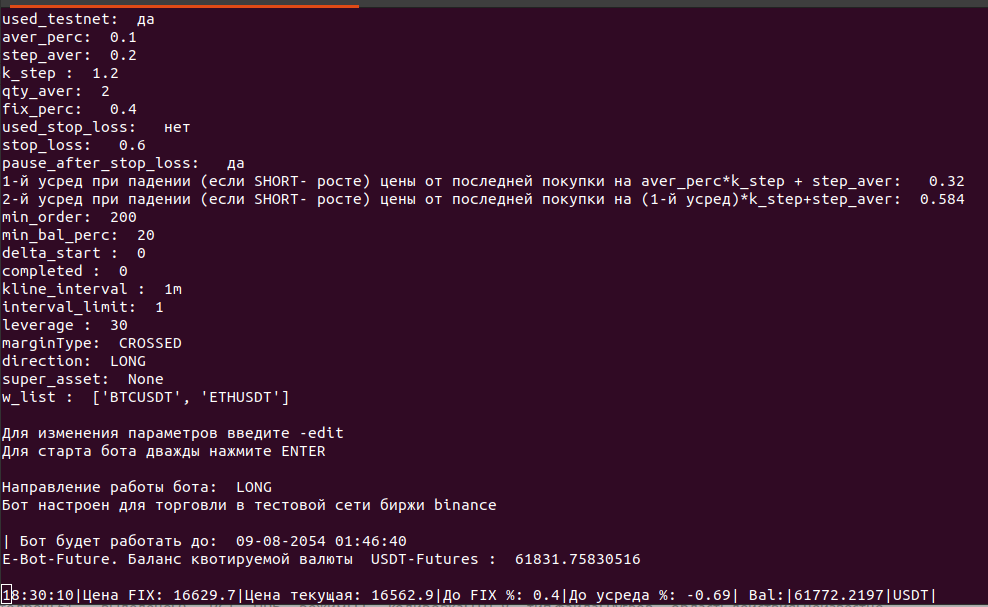 used_testnet:  да
aver_perc:  0.1
step_aver:  0.2
k_step :  1.2
qty_aver:  2
fix_perc:   0.4
used_stop_loss:   нет
stop_loss:   0.6
pause_after_stop_loss:   да
1-й усред при падении (если SHORT- росте) цены от последней покупки на aver_perc*k_step + step_aver:   0.32
2-й усред при падении (если SHORT- росте) цены от последней покупки на (1-й усред)*k_step+step_aver:  0.584
min_order:  200
min_bal_perc:  20
delta_start :  0
completed :  0
kline_interval :  1m
interval_limit:  1
leverage :  30
marginType:  CROSSED
direction:  LONG
super_asset:  None
w_list :  ['BTCUSDT', 'ETHUSDT']
Для изменения параметров введите -edit
Для старта бота дважды нажмите ENTER
Направление работы бота:  LONG
Бот настроен для торговли в тестовой сети биржи binance
| Бот будет работать до:  09-08-2054 01:46:40
E-Bot-Future. Баланс квотируемой валюты  USDT-Futures :  61831.75830516
18:30:10|Цена FIX: 16629.7|Цена текущая: 16562.9|До FIX %: 0.4|До усреда %: -0.69| Bal:|61772.2197|USDT|